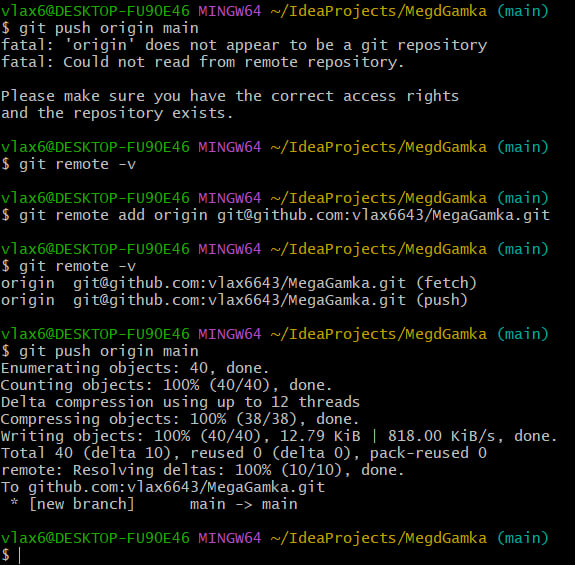 vlax6@DESKTOP-FU9OE46 MINGW64 ~/IdeaProjects/MegdGamka (main)
$ git push origin main
fatal: 'origin' does not appear to be a git repository
fatal: Could not read from remote repository.

Please make sure you have the correct access rights
and the repository exists.

vlax6@DESKTOP-FU9OE46 MINGW64 ~/IdeaProjects/MegdGamka (main)
$ git remote -v

vlax6@DESKTOP-FU9OE46 MINGW64 ~/IdeaProjects/MegdGamka (main)
$ git remote add origin git@github.com:vlax6643/MegaGamka.git

vlax6@DESKTOP-FU9OE46 MINGW64 ~/IdeaProjects/MegdGamka (main)
$ git remote -v
origin  git@github.com:vlax6643/MegaGamka.git (fetch)
origin  git@github.com:vlax6643/MegaGamka.git (push)

vlax6@DESKTOP-FU9OE46 MINGW64 ~/IdeaProjects/MegdGamka (main)
$ git push origin main
Enumerating objects: 40, done.
Counting objects: 100% (40/40), done.
Delta compression using up to 12 threads
Compressing objects: 100% (38/38), done.
Writing objects: 100% (40/40), 12.79 KiB | 818.00 KiB/s, done.
Total 40 (delta 10), reused 0 (delta 0), pack-reused 0
remote: Resolving deltas: 100% (10/10), done.
To github.com:vlax6643/MegaGamka.git
 * [new branch]      main -> main

vlax6@DESKTOP-FU9OE46 MINGW64 ~/IdeaProjects/MegdGamka (main)
$